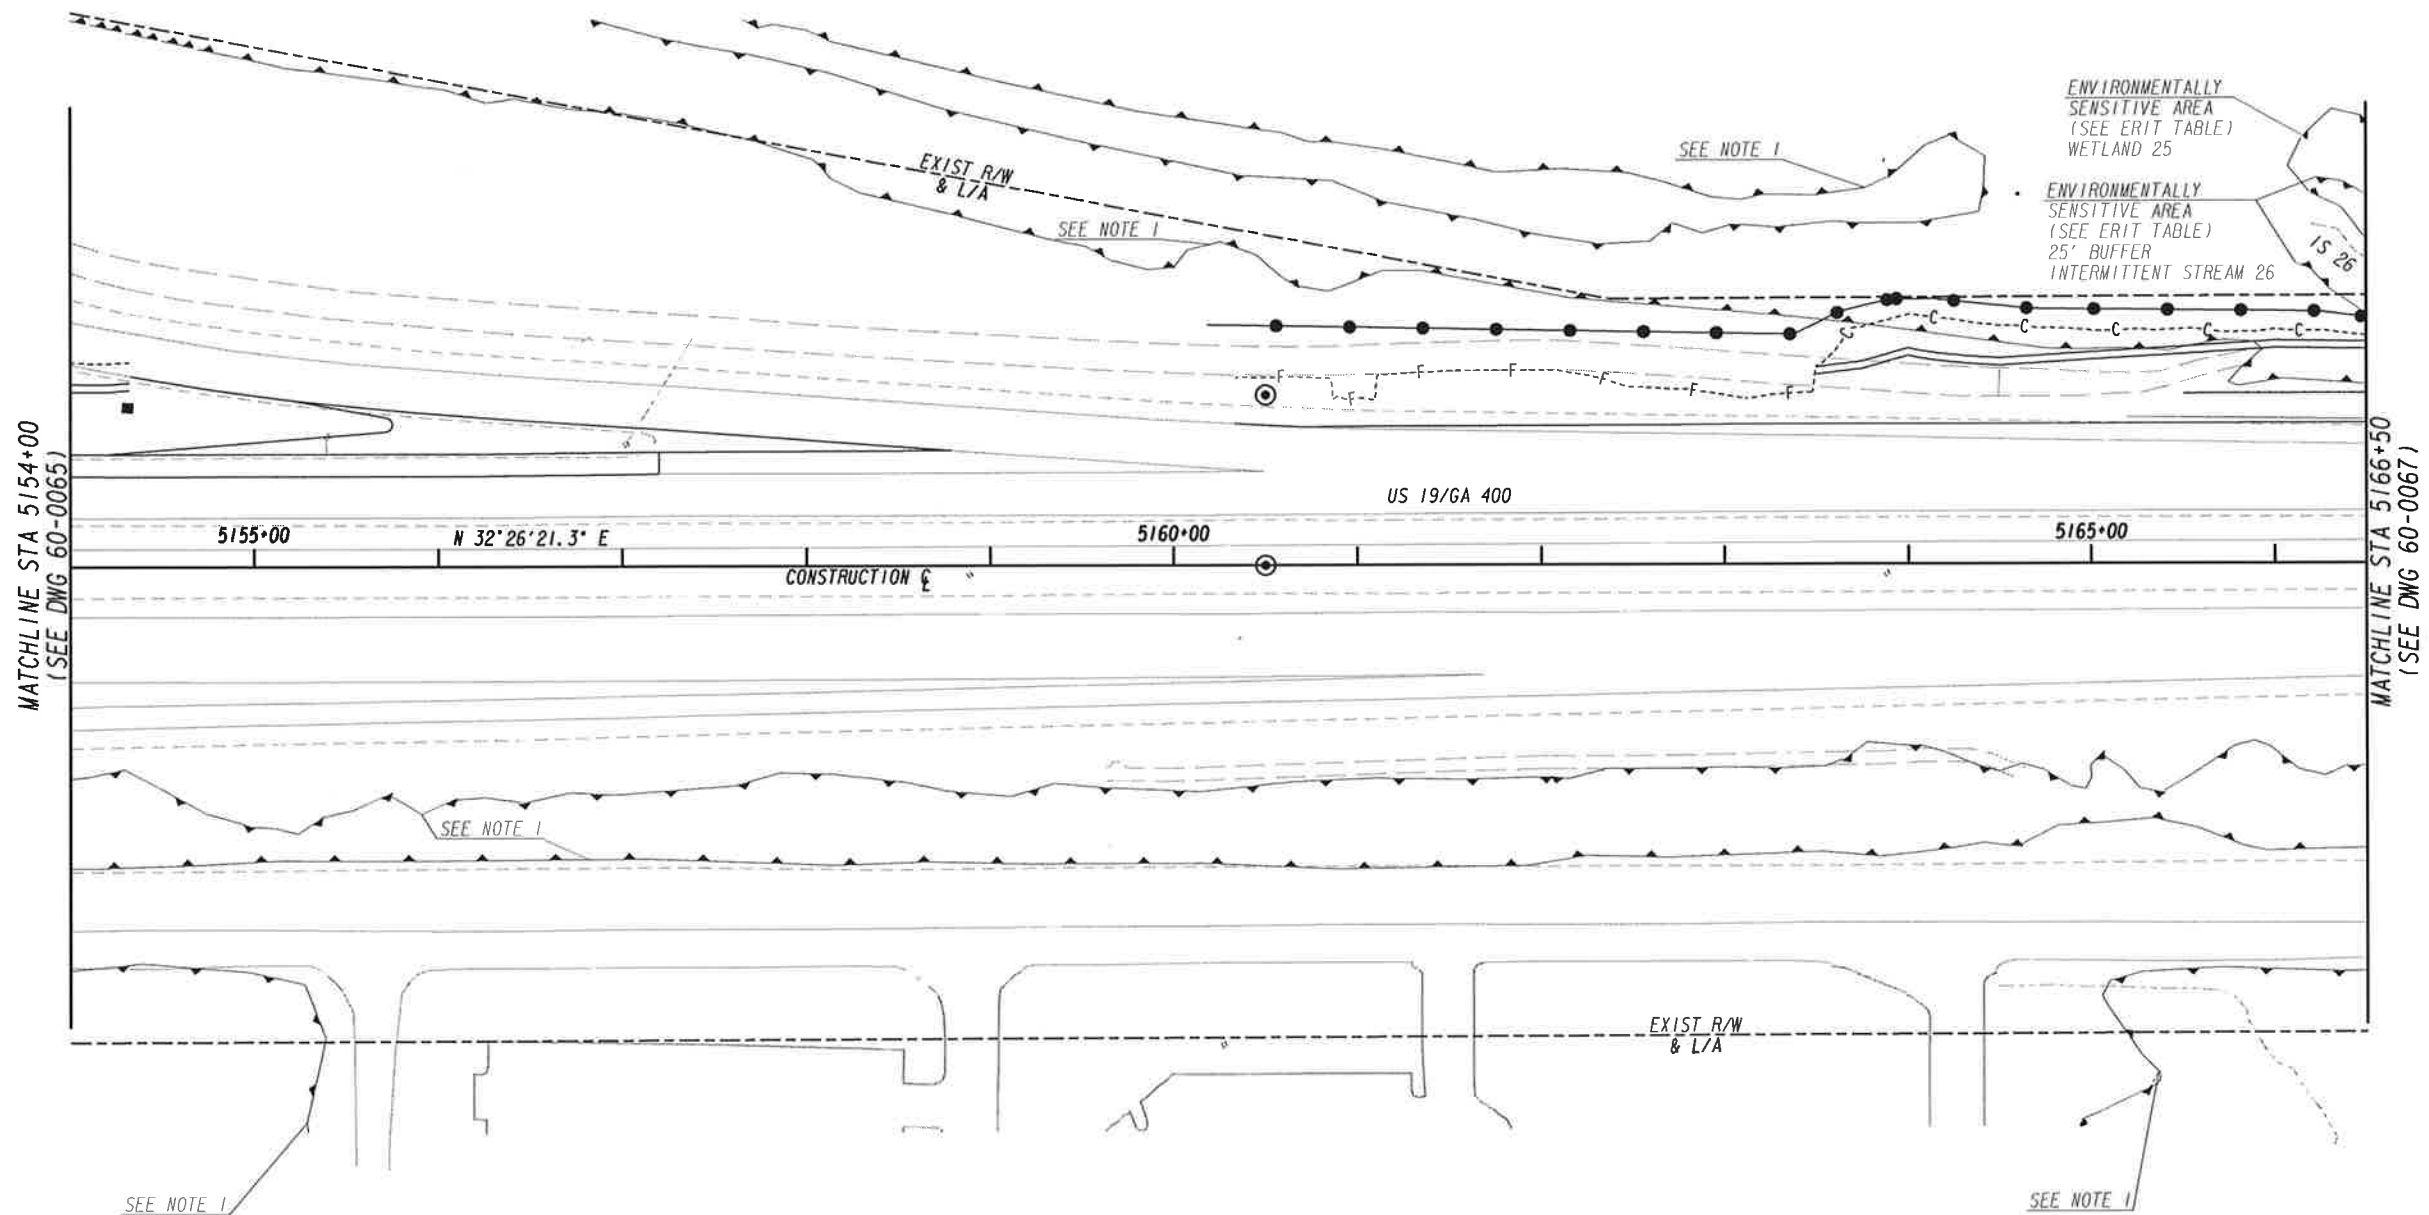 ENVIRONMENTALLY
SENSITIVE AREA
(SEE ERIT TABLE)
WETLAND 25
SEE NOTE 1
EXIST R/W
& L/A
ENVIRONMENTALLY
SENSITIVE AREA
(SEE ERIT TABLE)
25' BUFFER
INTERMITTENT STREAM 26
IS 26
SEE NOTE 1
C C C C C C
F F F F F F F
MATCHLINE STA 5154+00
(SEE DWG 60-0065)
US 19/GA 400
5155+00 N 32°26'21.3" E 5160+00 5165+00
CONSTRUCTION ℄
MATCHLINE STA 5166+50
(SEE DWG 60-0067)
SEE NOTE 1
EXIST R/W
& L/A
SEE NOTE 1
SEE NOTE 1